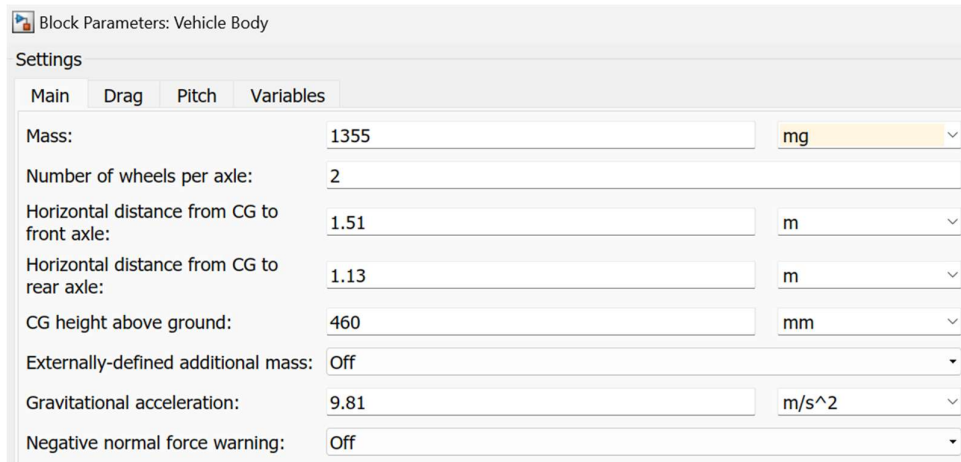 Block Parameters: Vehicle Body
Settings
Main Drag Pitch Variables
Mass: 1355 mg
Number of wheels per axle: 2
Horizontal distance from CG to
front axle: 1.51 m
Horizontal distance from CG to
rear axle: 1.13 m
CG height above ground: 460 mm
Externally-defined additional mass: Off
Gravitational acceleration: 9.81 m/s^2
Negative normal force warning: Off